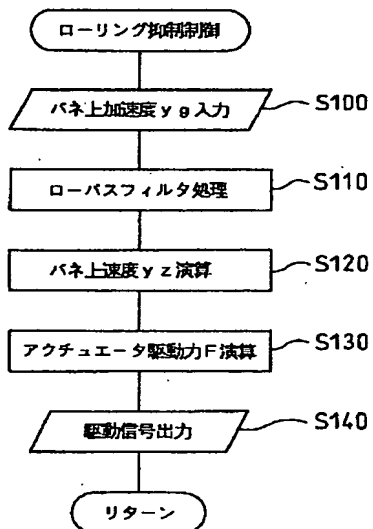 ローリング抑制制御
バネ上加速度yg入力
S100
ローパスフィルタ処理
S110
バネ上速度yz演算
S120
アクチュエータ駆動力F演算
S130
駆動信号出力
S140
リターン